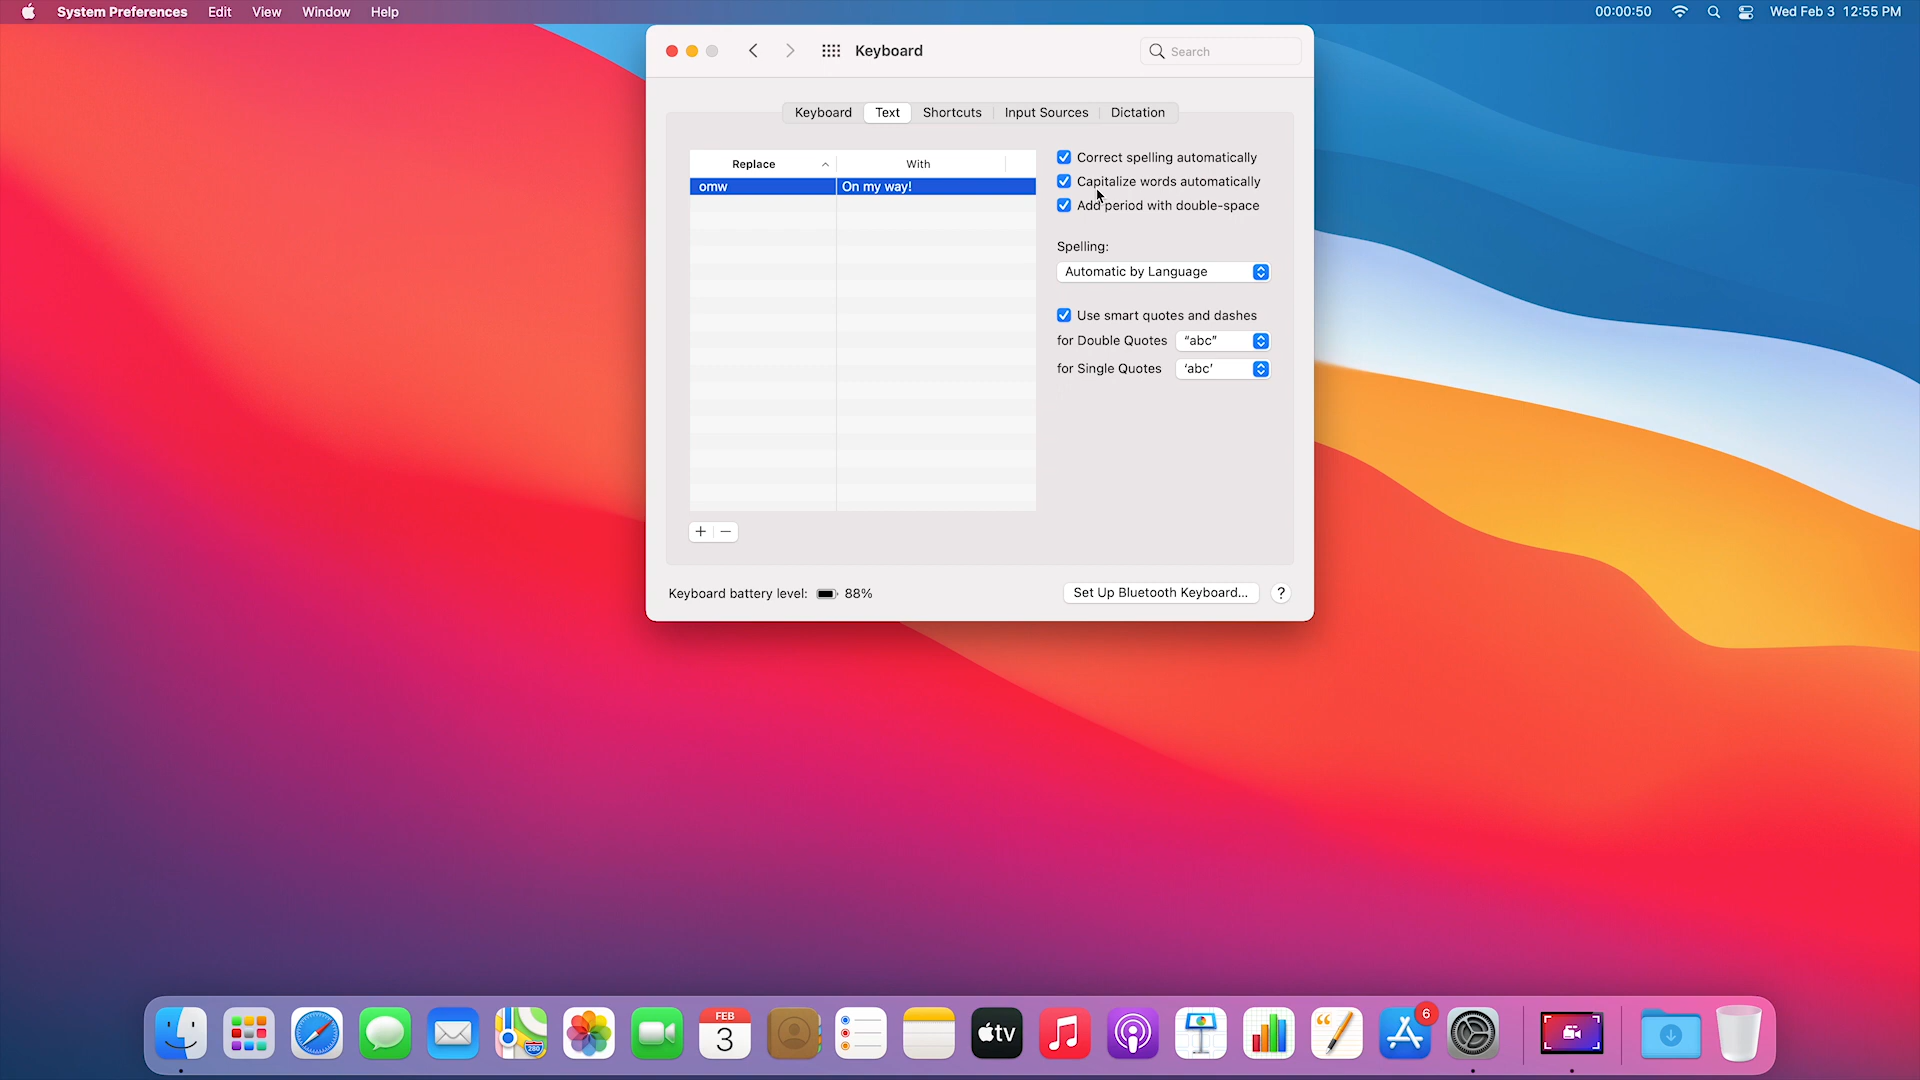 System Preferences Edit View Window Help 00:00:50 Wed Feb 3 12:55 PM
Keyboard Search
Keyboard Text Shortcuts Input Sources Dictation
Replace With
omw On my way!
Correct spelling automatically
Capitalize words automatically
Add period with double-space
Spelling:
Automatic by Language
Use smart quotes and dashes
for Double Quotes “abc”
for Single Quotes ‘abc’
+ −
Keyboard battery level: 88% Set Up Bluetooth Keyboard... ?
FEB
3
280
tv
6